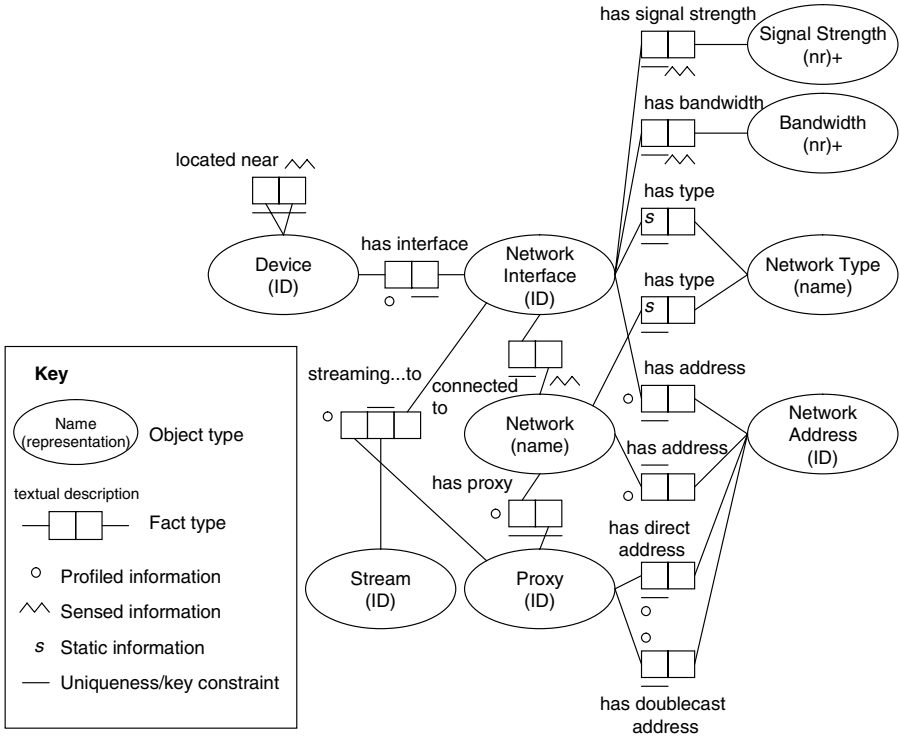 has signal strength
Signal Strength
(nr)+
has bandwidth
Bandwidth
(nr)+
located near
has type
s
Device
(ID)
has interface
Network
Interface
(ID)
has type
s
Network Type
(name)
Key
Name
(representation)
Object type
textual description
Fact type
Profiled information
Sensed information
s Static information
Uniqueness/key constraint
streaming...to
connected
to
has address
Network
(name)
Network
Address
(ID)
has address
has proxy
has direct
address
Stream
(ID)
Proxy
(ID)
has doublecast
address